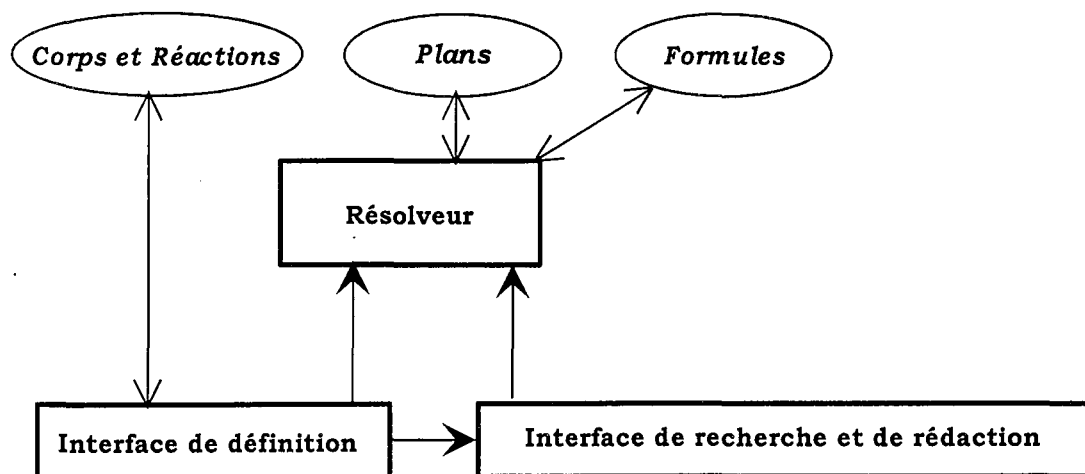 Corps et Réactions
Plans
Formules
Résolveur
Interface de définition
Interface de recherche et de rédaction